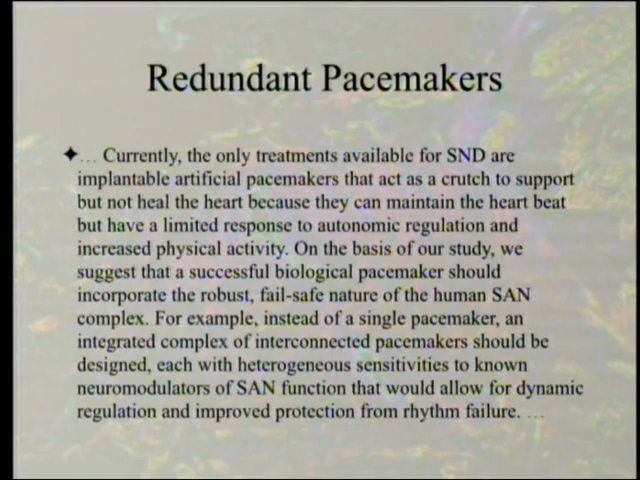 Redundant Pacemakers
✦… Currently, the only treatments available for SND are
implantable artificial pacemakers that act as a crutch to support
but not heal the heart because they can maintain the heart beat
but have a limited response to autonomic regulation and
increased physical activity. On the basis of our study, we
suggest that a successful biological pacemaker should
incorporate the robust, fail-safe nature of the human SAN
complex. For example, instead of a single pacemaker, an
integrated complex of interconnected pacemakers should be
designed, each with heterogeneous sensitivities to known
neuromodulators of SAN function that would allow for dynamic
regulation and improved protection from rhythm failure. …